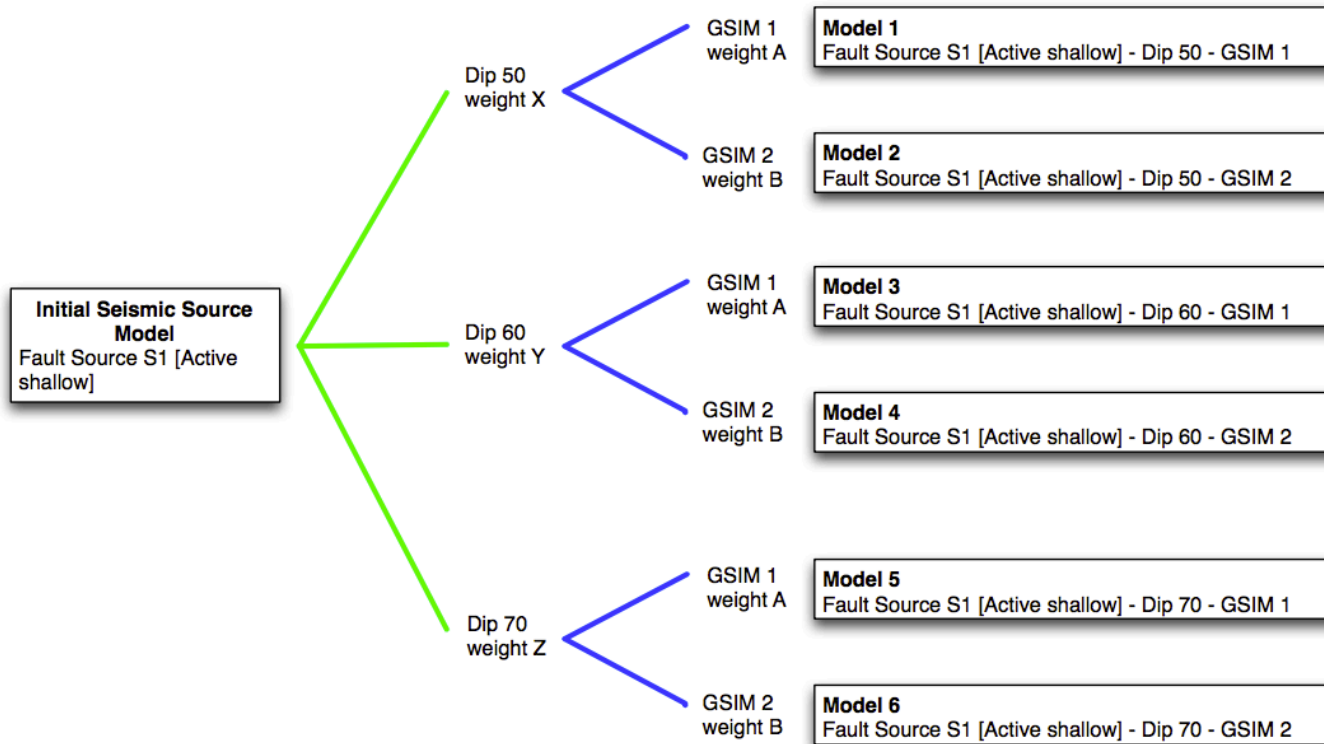 Initial Seismic Source
Model
Fault Source S1 [Active
shallow]
Dip 50
weight X
GSIM 1
weight A
Model 1
Fault Source S1 [Active shallow] - Dip 50 - GSIM 1
GSIM 2
weight B
Model 2
Fault Source S1 [Active shallow] - Dip 50 - GSIM 2
Dip 60
weight Y
GSIM 1
weight A
Model 3
Fault Source S1 [Active shallow] - Dip 60 - GSIM 1
GSIM 2
weight B
Model 4
Fault Source S1 [Active shallow] - Dip 60 - GSIM 2
Dip 70
weight Z
GSIM 1
weight A
Model 5
Fault Source S1 [Active shallow] - Dip 70 - GSIM 1
GSIM 2
weight B
Model 6
Fault Source S1 [Active shallow] - Dip 70 - GSIM 2